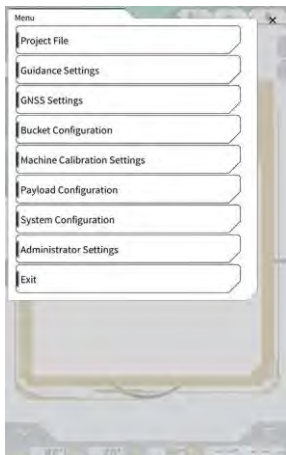 Menu
Project File
Guidance Settings
GNSS Settings
Bucket Configuration
Machine Calibration Settings
Payload Configuration
System Configuration
Administrator Settings
Exit